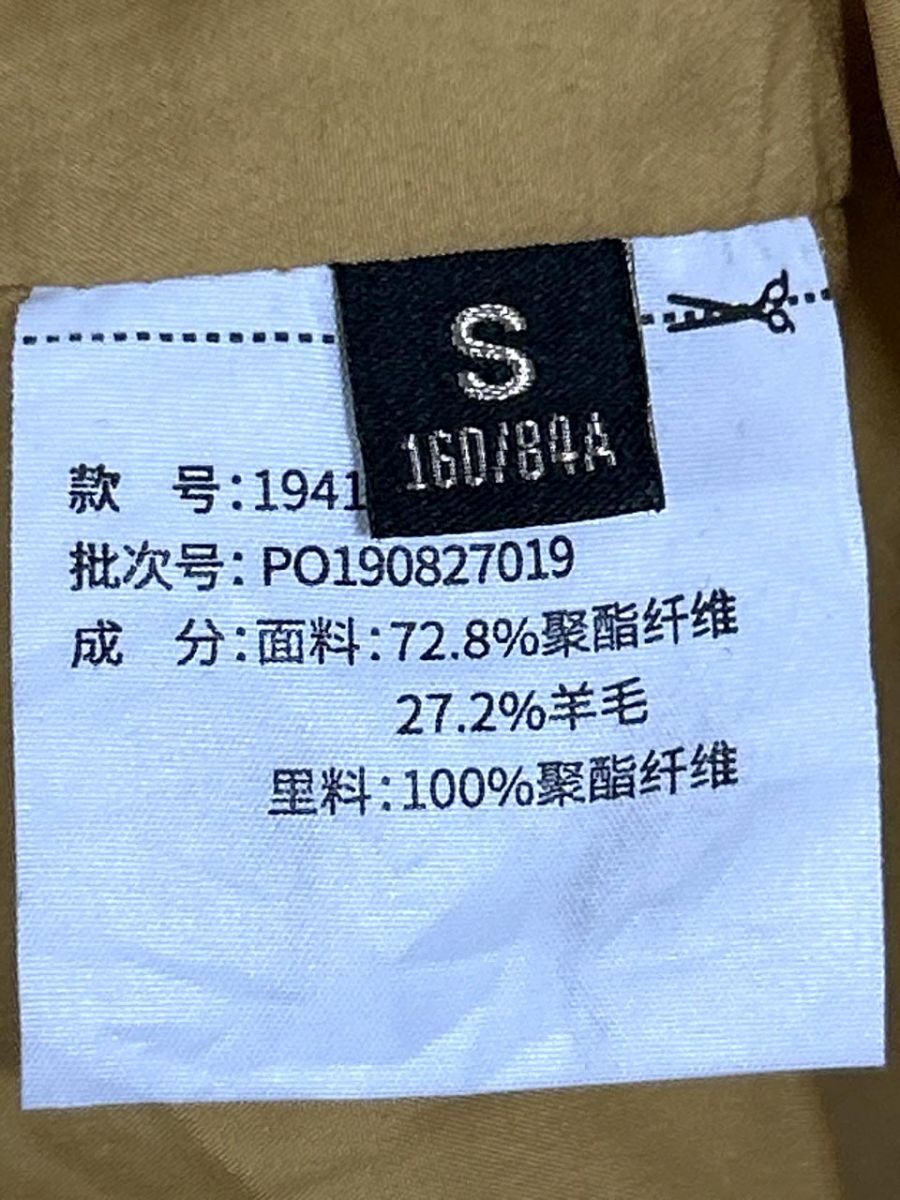 S
160/84A
款 号:1941
批次号: PO190827019
成 分:面料:72.8%聚酯纤维
27.2%羊毛
里料:100%聚酯纤维